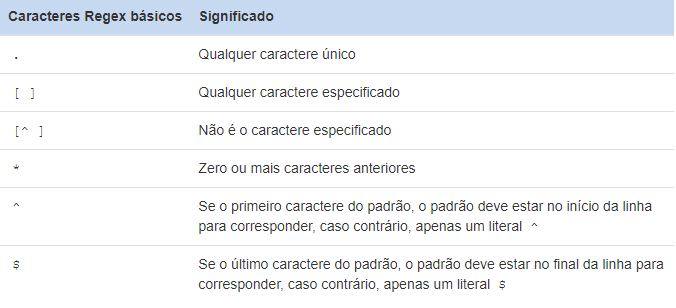 Caracteres Regex básicos Significado
. Qualquer caractere único
[ ] Qualquer caractere especificado
[^ ] Não é o caractere especificado
* Zero ou mais caracteres anteriores
^ Se o primeiro caractere do padrão, o padrão deve estar no início da linha
para corresponder, caso contrário, apenas um literal ^
$ Se o último caractere do padrão, o padrão deve estar no final da linha para
corresponder, caso contrário, apenas um literal $